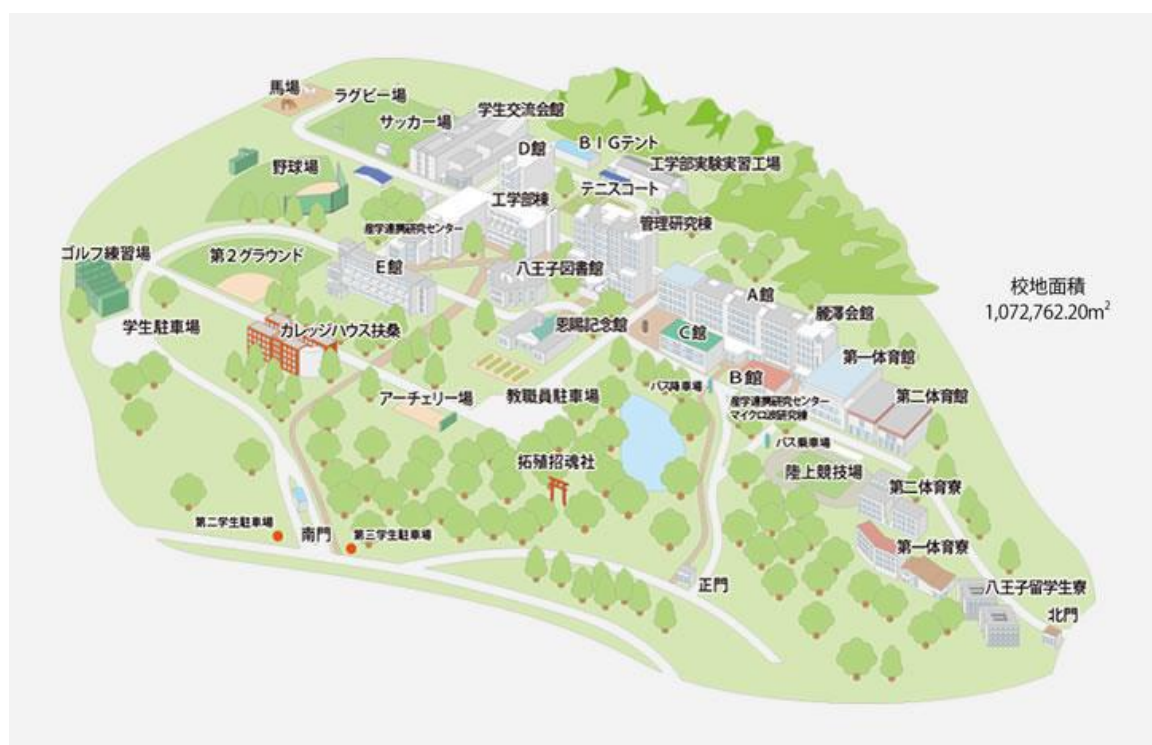 馬場
ラグビー場
サッカー場
学生交流会館
D館
BIGテント
工学部実験実習工場
野球場
テニスコート
工学部棟
管理研究棟
産学連携研究センター
ゴルフ練習場
第2グラウンド
E館
八王子図書館
校地面積
1,072,762.20m²
A館
麗澤会館
学生駐車場
カレッジハウス扶桑
恩賜記念館
C館
第一体育館
バス降車場
B館
第二体育館
アーチェリー場
教職員駐車場
産学連携研究センター
マイクロ波研究棟
バス乗車場
拓殖招魂社
陸上競技場
第二体育寮
第二学生駐車場
南門
第三学生駐車場
第一体育寮
正門
八王子留学生寮
北門